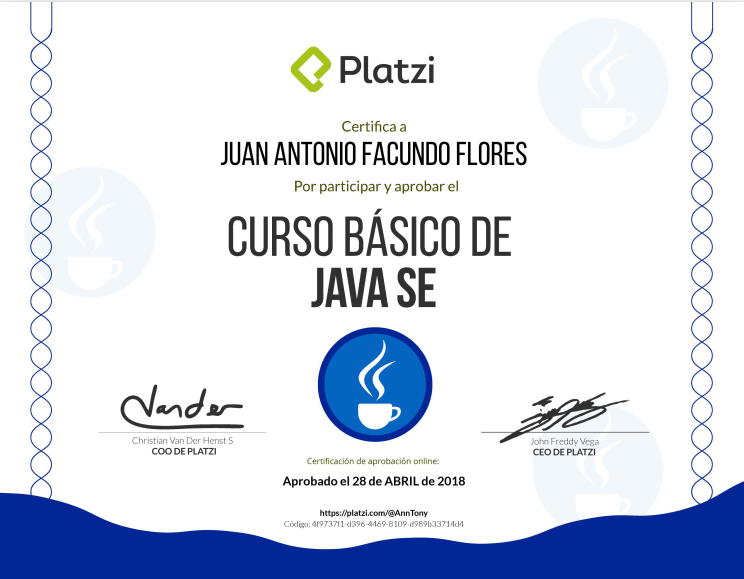 Platzi
Certifica a
JUAN ANTONIO FACUNDO FLORES
Por participar y aprobar el
CURSO BÁSICO DE
JAVA SE
Vander
Christian Van Der Henst S
COO DE PLATZI
John Freddy Vega
CEO DE PLATZI
Certificación de aprobación online:
Aprobado el 28 de ABRIL de 2018
https://platzi.com/@AnnTony
Código: 4f9737f1-d396-4469-8109-d989b33714d4